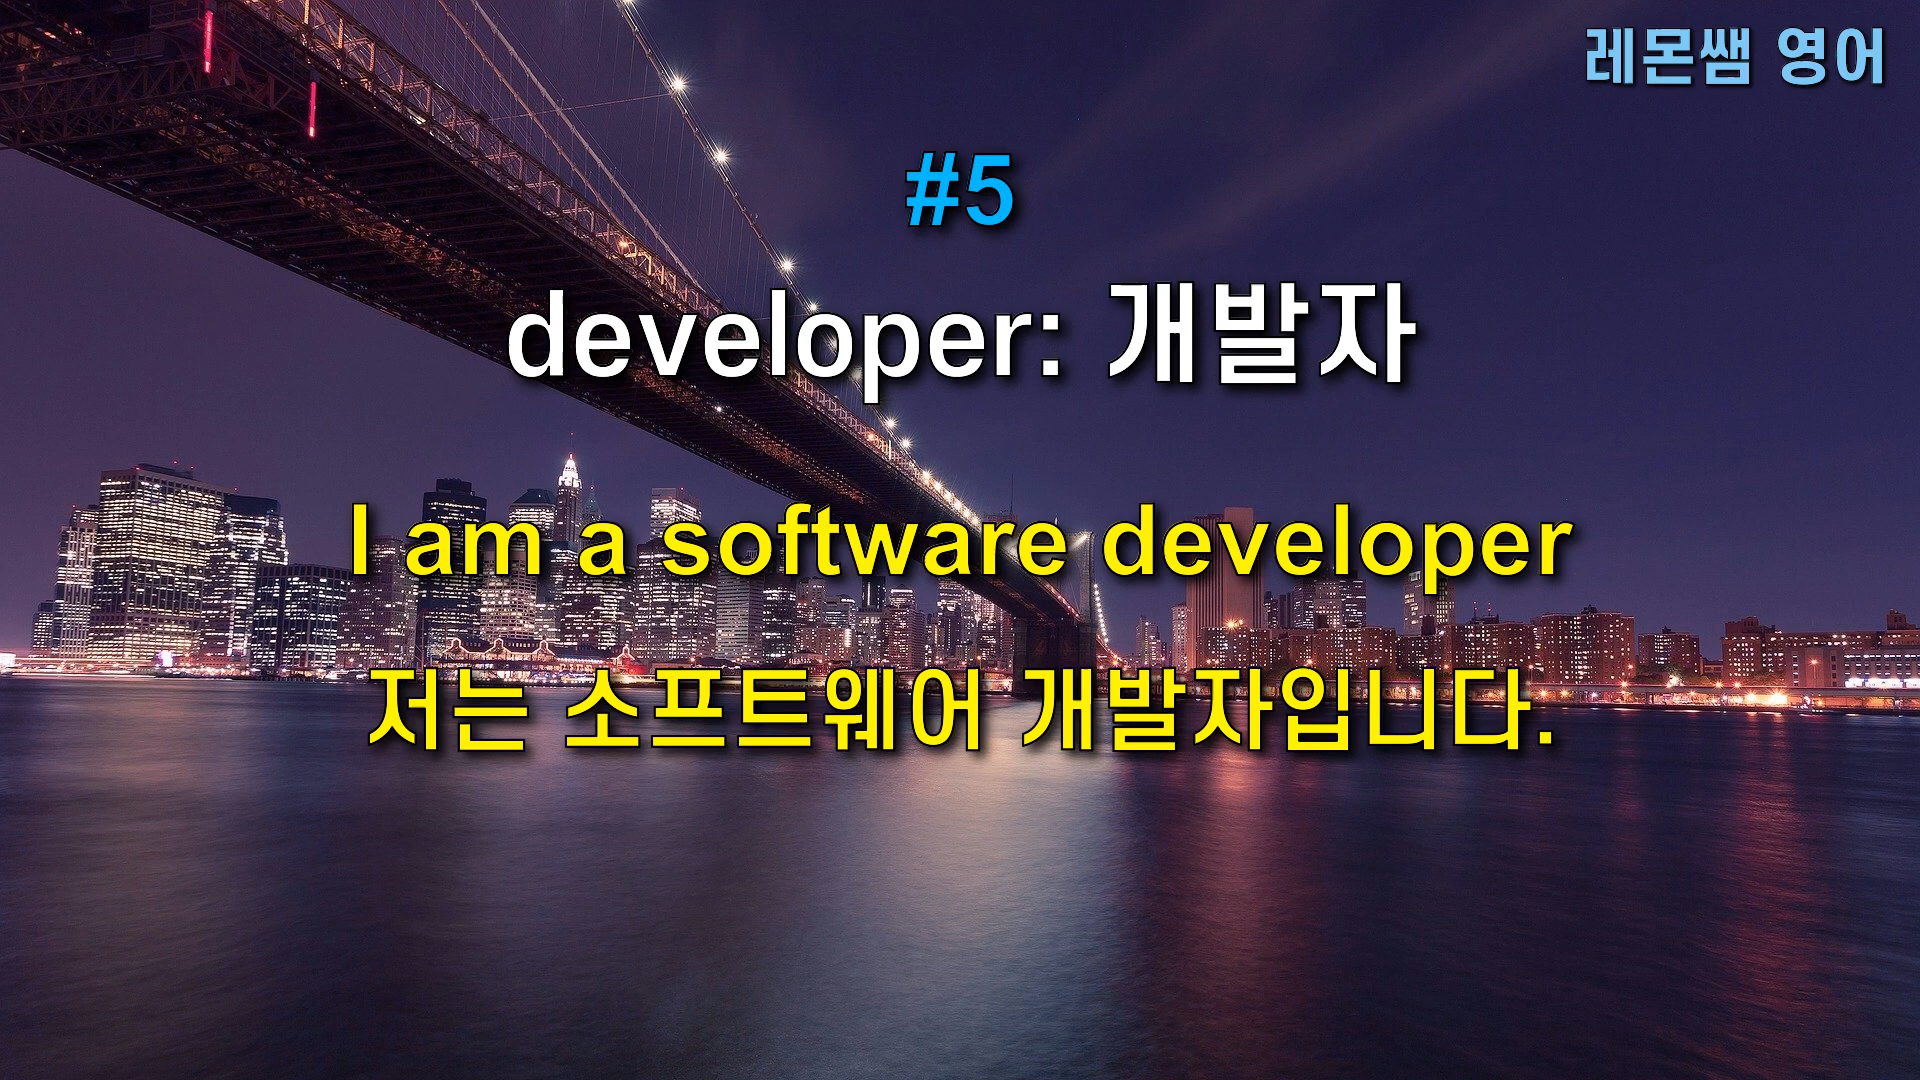 레몬쌤 영어
#5
developer: 개발자
I am a software developer
저는 소프트웨어 개발자입니다.